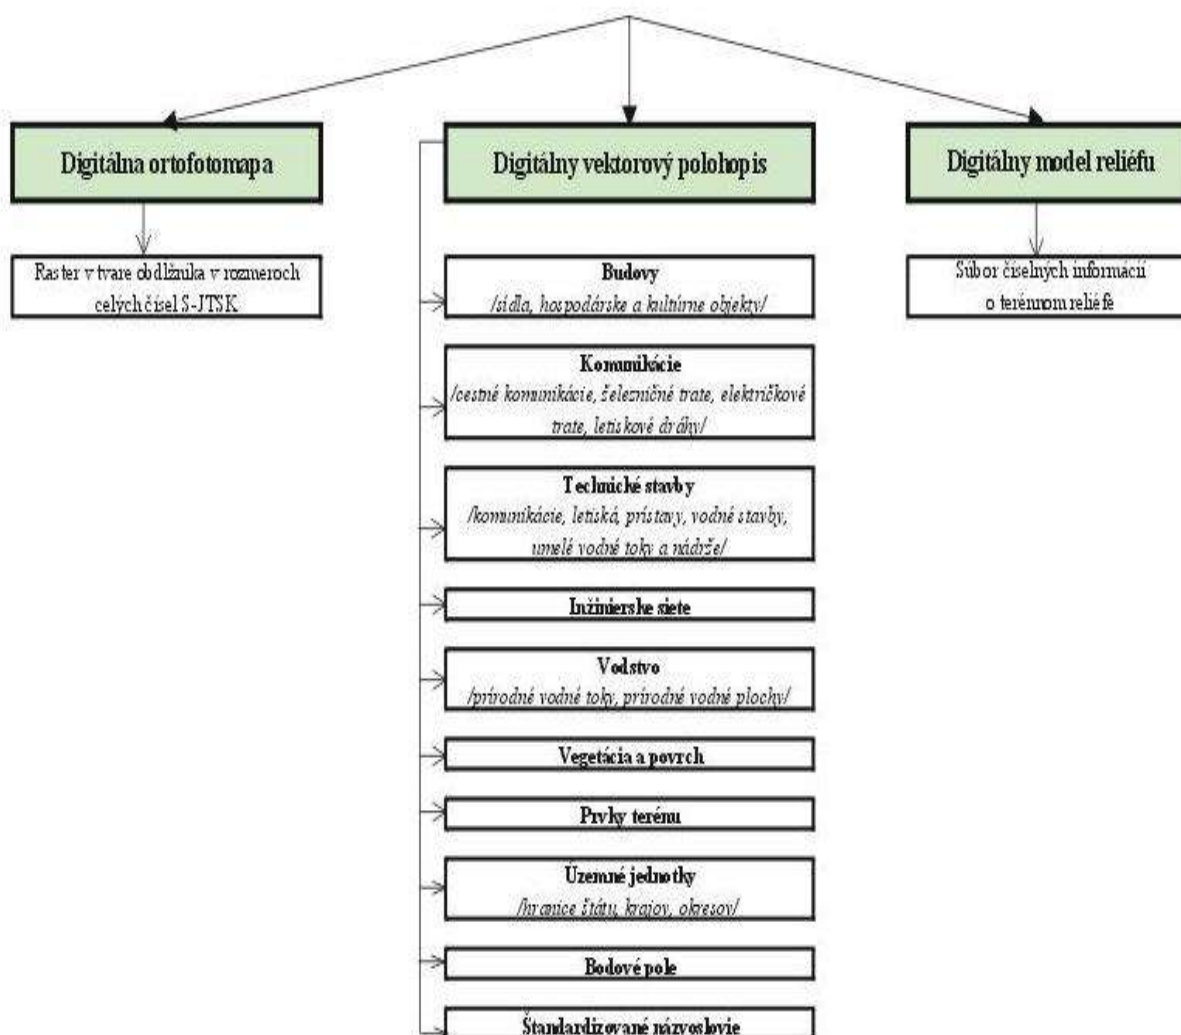 Digitálna ortofotomapa
Raster v tvare obdĺžnika v rozmeroch
celých čísel S-JTSK
Digitálny vektorový polohopis
Budovy
/sídla, hospodárske a kultúrne objekty/
Komunikácie
/cestné komunikácie, železničné trate, električkové
trate, letiskové dráhy/
Technické stavby
/komunikácie, letiská, prístavy, vodné stavby,
umelé vodné toky a nádrže/
Inžinierske siete
Vodstvo
/prírodné vodné toky, prírodné vodné plochy/
Vegetácia a povrch
Prvky terénu
Územné jednotky
/hranice štátu, krajov, okresov/
Bodové pole
Štandardizované názvoslovie
Digitálny model reliéfu
Súbor číselných informácií
o terénnom reliéfe